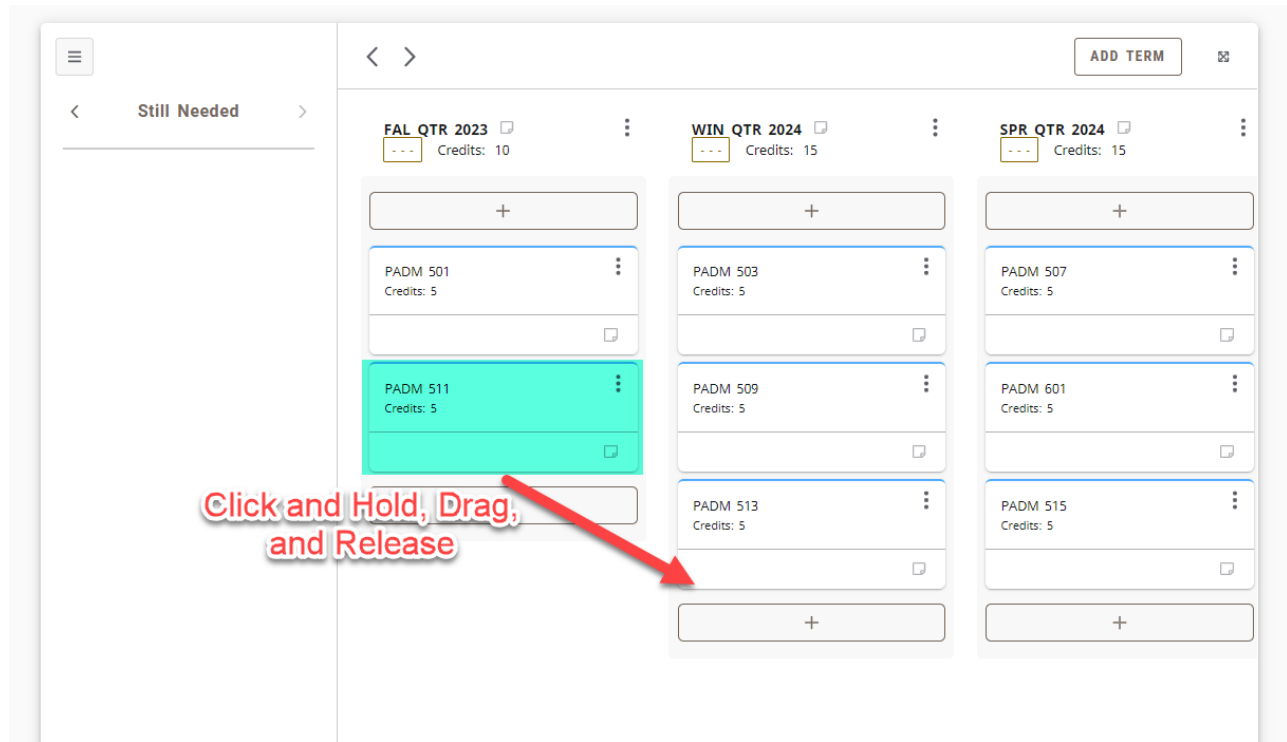 ADD TERM
Still Needed
FAL QTR 2023
--- Credits: 10
WIN QTR 2024
--- Credits: 15
SPR QTR 2024
--- Credits: 15
+
+
+
PADM 501
Credits: 5
PADM 503
Credits: 5
PADM 507
Credits: 5
PADM 511
Credits: 5
PADM 509
Credits: 5
PADM 601
Credits: 5
Click and Hold, Drag,
and Release
PADM 513
Credits: 5
PADM 515
Credits: 5
+
+